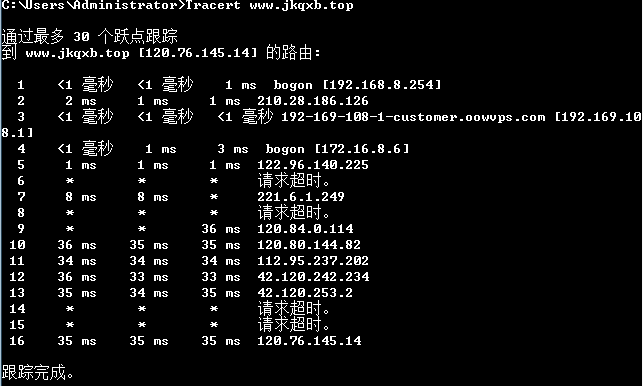 C:\Users\Administrator>Tracert www.jkqxb.top
通过最多 30 个跃点跟踪
到 www.jkqxb.top [120.76.145.14] 的路由:
1 <1 毫秒 <1 毫秒 1 ms bogon [192.168.8.254]
2 2 ms 1 ms 1 ms 210.28.186.126
3 <1 毫秒 <1 毫秒 <1 毫秒 192-169-108-1-customer.oowvps.com [192.169.10
8.1]
4 <1 毫秒 1 ms 3 ms bogon [172.16.8.6]
5 1 ms 1 ms 1 ms 122.96.140.225
6 * * * 请求超时。
7 8 ms 8 ms * 221.6.1.249
8 * * * 请求超时。
9 * * 36 ms 120.84.0.114
10 36 ms 35 ms 35 ms 120.80.144.82
11 34 ms 34 ms 34 ms 112.95.237.202
12 36 ms 33 ms 33 ms 42.120.242.234
13 35 ms 34 ms 35 ms 42.120.253.2
14 * * * 请求超时。
15 * * * 请求超时。
16 35 ms 35 ms 35 ms 120.76.145.14
跟踪完成。